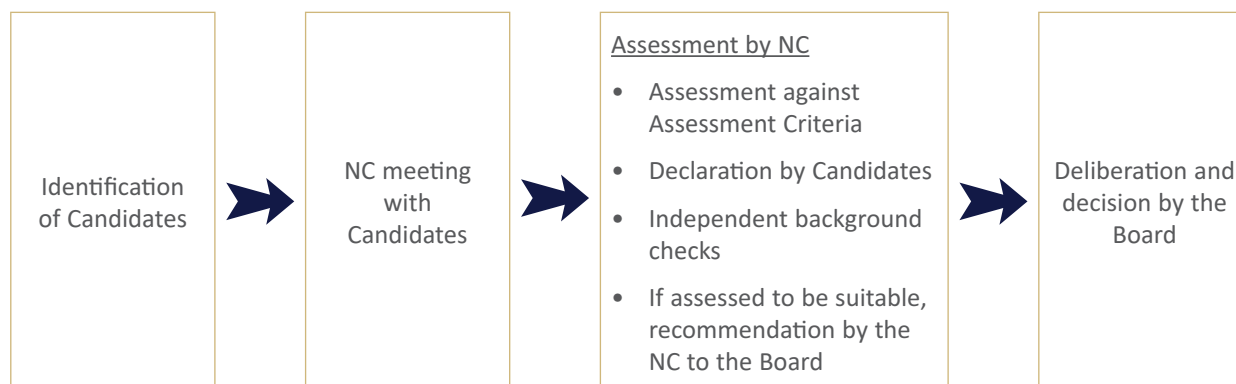 Identification
of Candidates
NC meeting
with
Candidates
Assessment by NC
• Assessment against
Assessment Criteria
• Declaration by Candidates
• Independent background
checks
• If assessed to be suitable,
recommendation by the
NC to the Board
Deliberation and
decision by the
Board